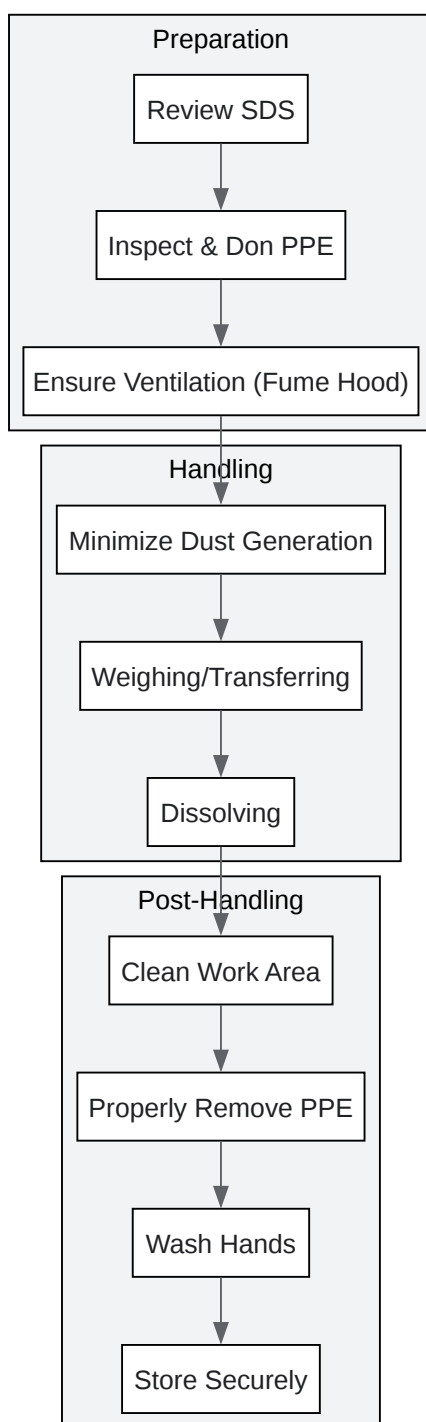 Preparation
Review SDS
Inspect & Don PPE
Ensure Ventilation (Fume Hood)
Handling
Minimize Dust Generation
Weighing/Transferring
Dissolving
Post-Handling
Clean Work Area
Properly Remove PPE
Wash Hands
Store Securely